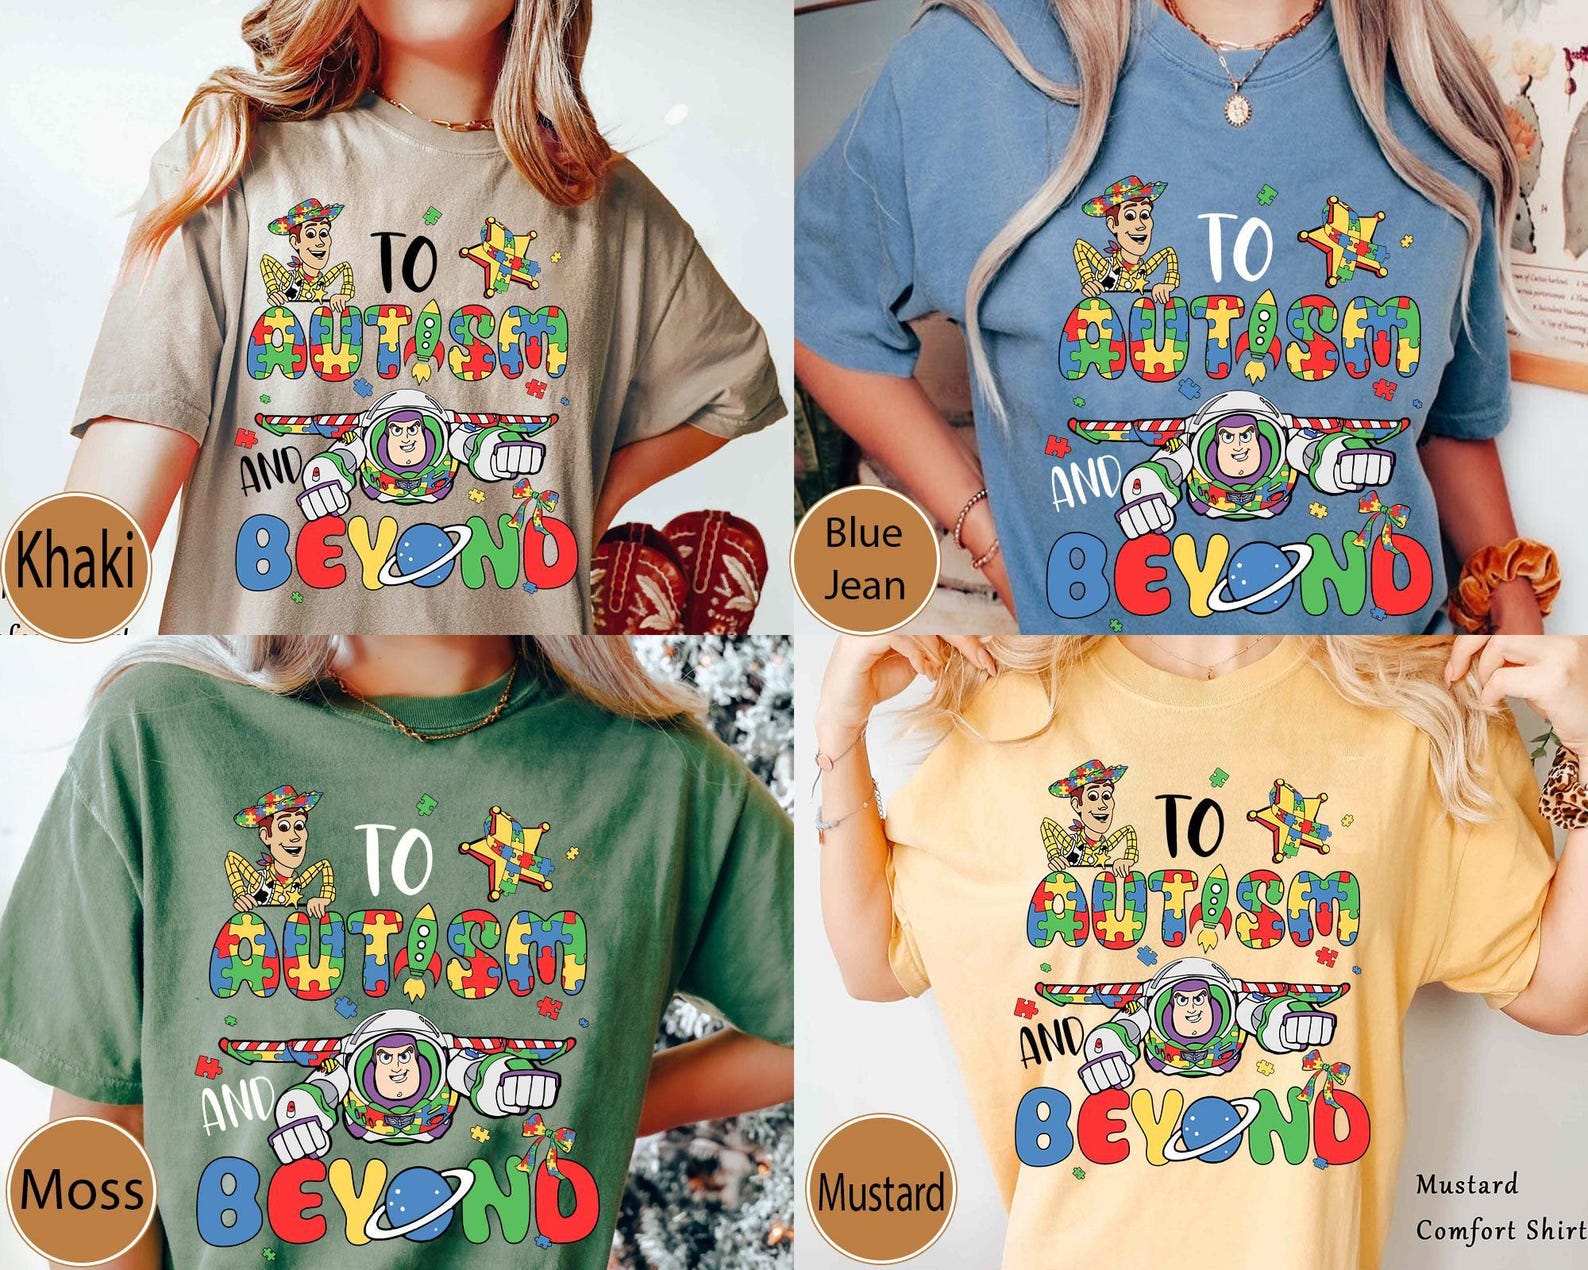 TO
AUTISM
AND
BEYOND
Khaki
TO
AUTISM
AND
BEYOND
Blue
Jean
TO
AUTISM
AND
BEYOND
Moss
TO
AUTISM
AND
BEYOND
Mustard
Mustard
Comfort Shirt